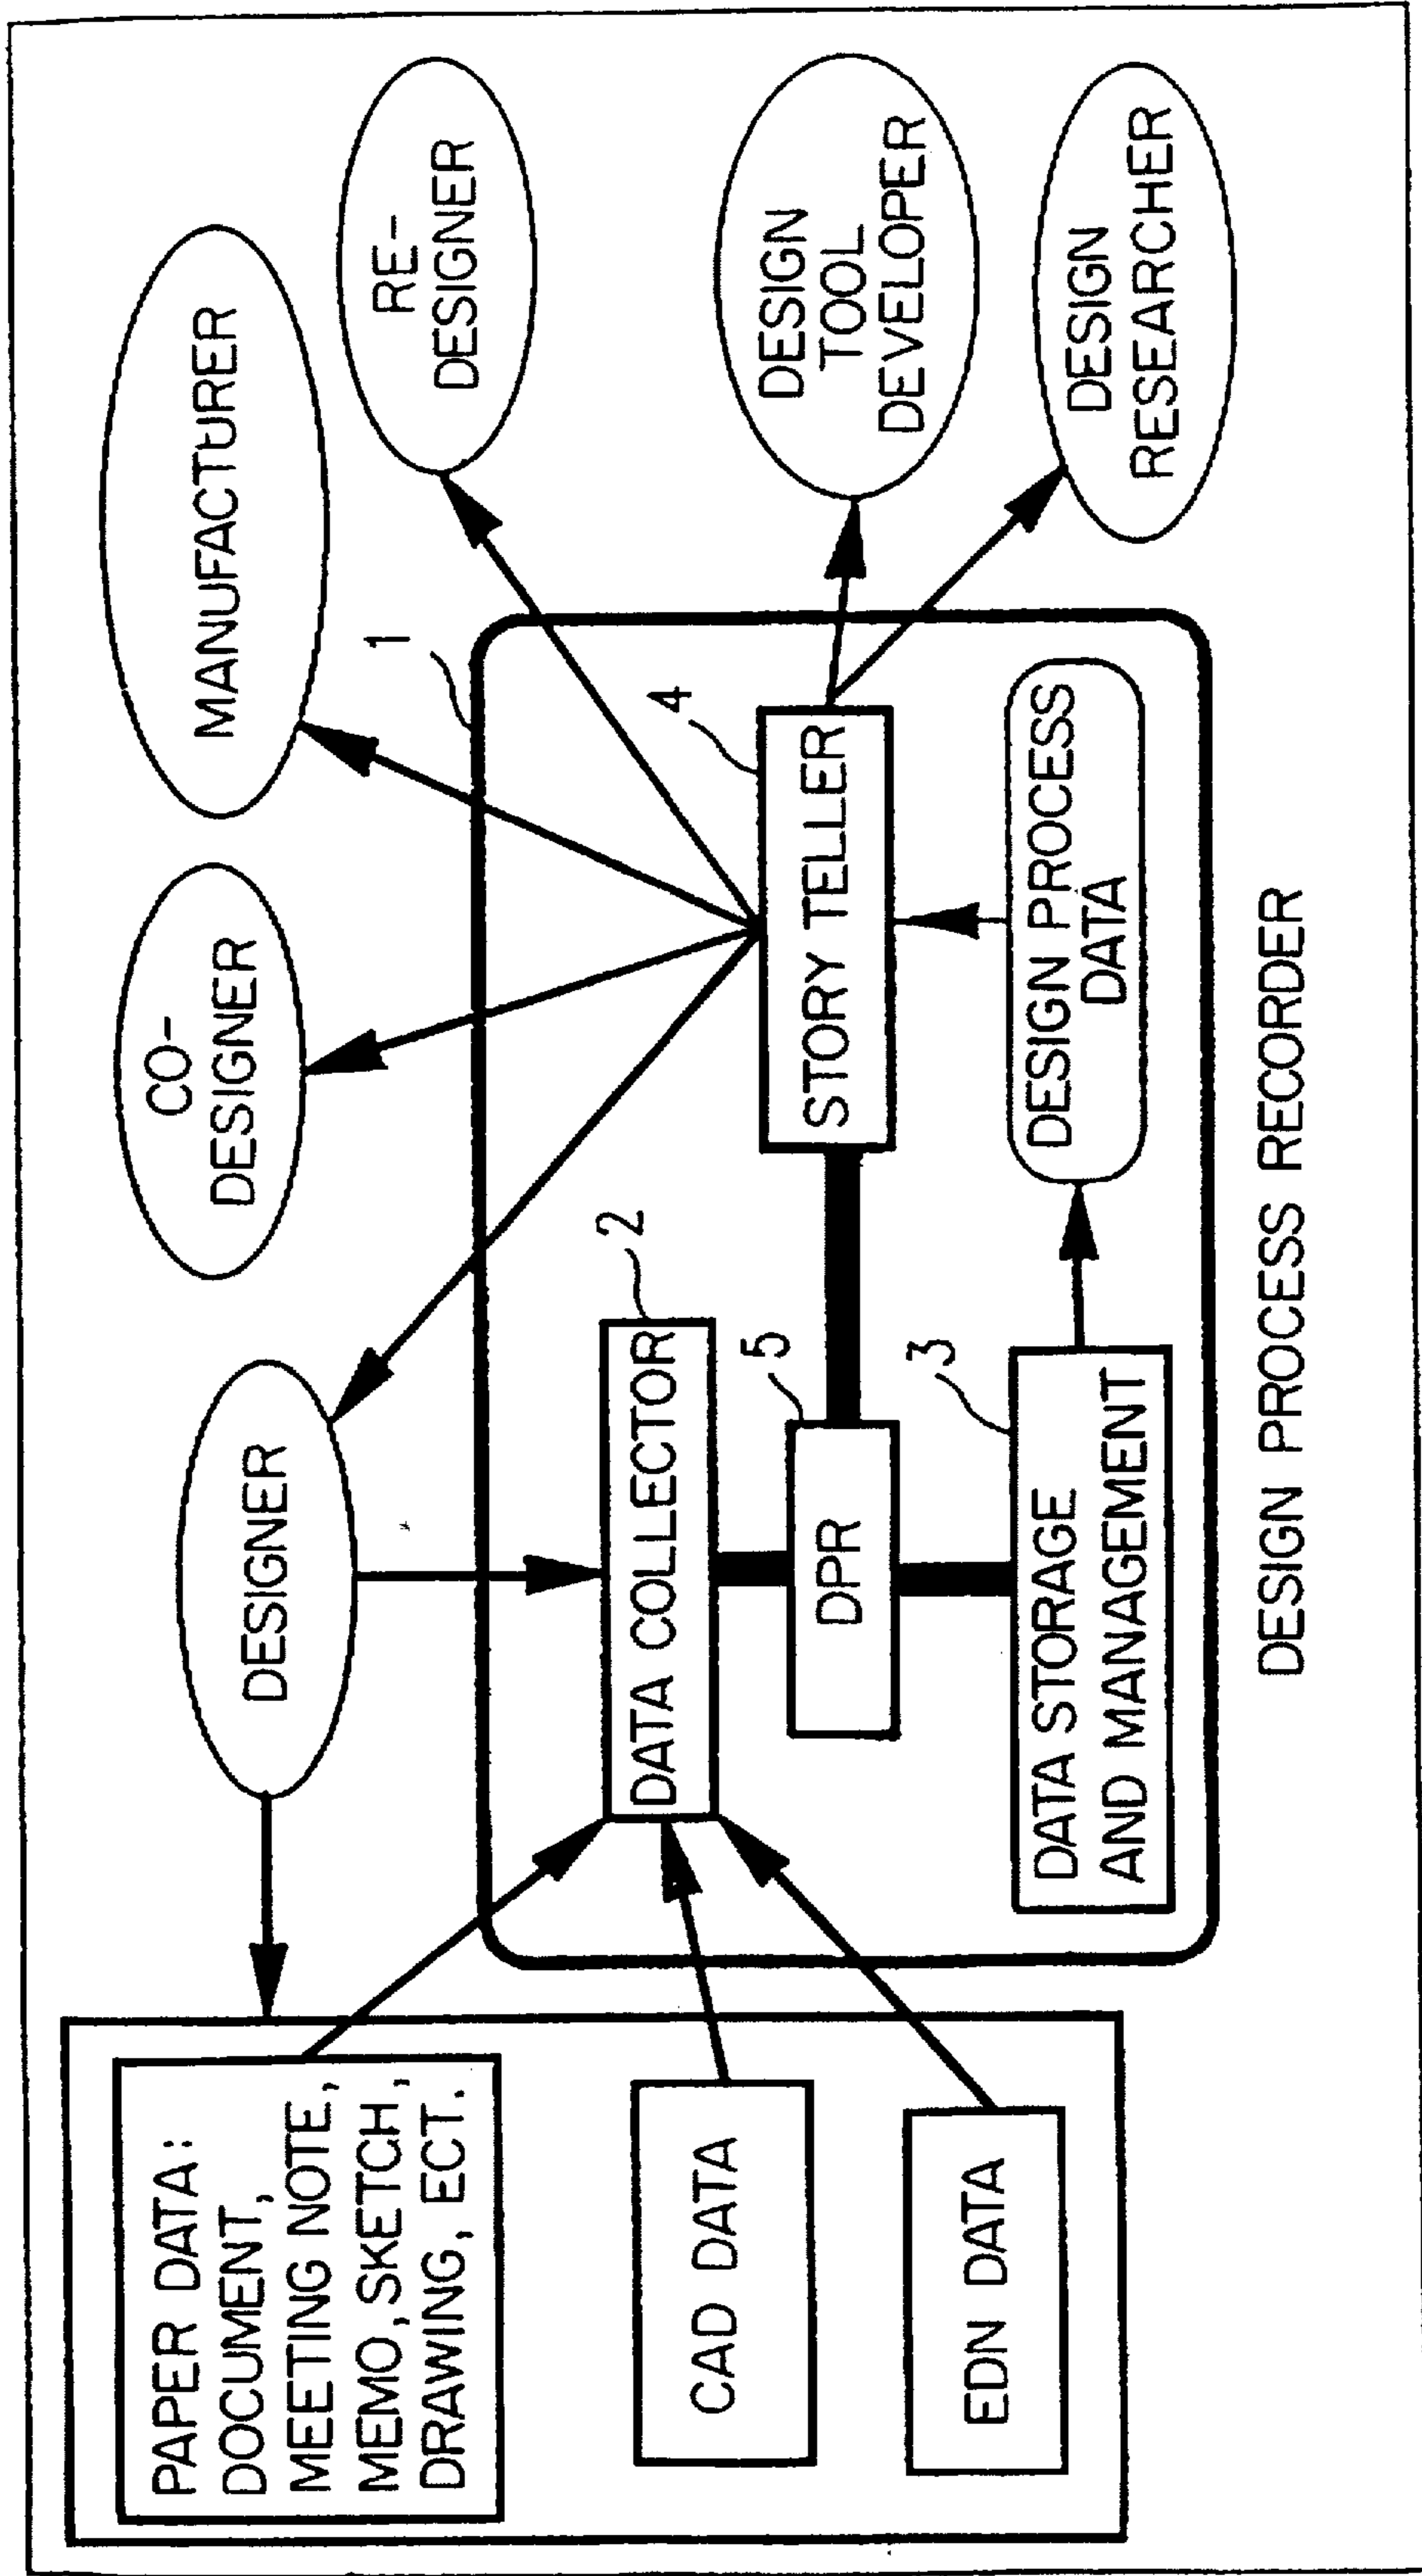 PAPER DATA:
DOCUMENT,
MEETING NOTE,
MEMO, SKETCH,
DRAWING, ECT.
CAD DATA
EDN DATA
DESIGNER
CO-
DESIGNER
MANUFACTURER
RE-
DESIGNER
DESIGN
TOOL
DEVELOPER
DESIGN
RESEARCHER
1
DATA COLLECTOR
2
DPR
5
DATA STORAGE
AND MANAGEMENT
3
STORY TELLER
4
DESIGN PROCESS
DATA
DESIGN PROCESS RECORDER